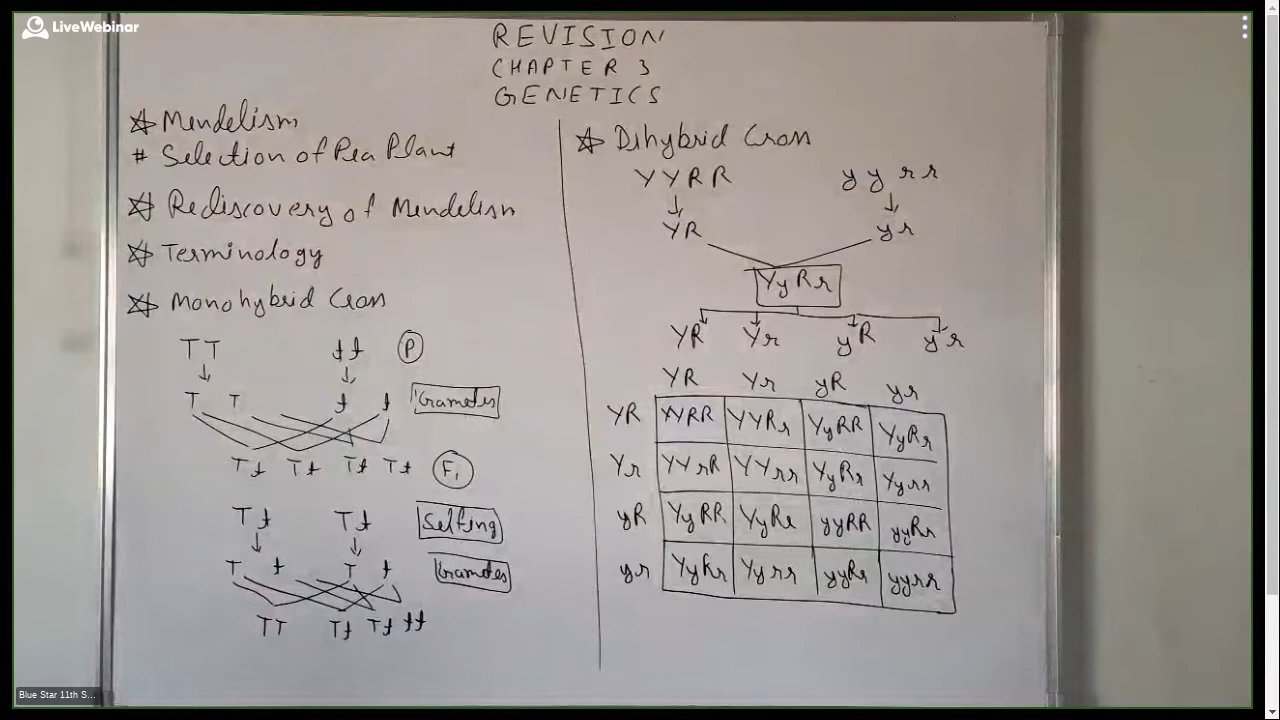 LiveWebinar
REVISION
CHAPTER 3
GENETICS
Mendelism
# Selection of Pea Plant
Rediscovery of Mendelism
Terminology
Monohybrid Cross
TT tt P
T T t t Gametes
Tt Tt Tt Tt F1
Tt Tt Selfing
T t T t Gametes
TT Tt Tt tt
Dihybrid Cross
YYRR yyrr
YR yr
YyRr
YR Yr yR yr
YR Yr yR yr
YR YYRR YYRr YyRR YyRr
Yr YYrR YYrr YyRr Yyrr
yR YyRR YyRr yyRR yyRr
yr YyRr Yyrr yyRr yyrr
Blue Star 11th S...